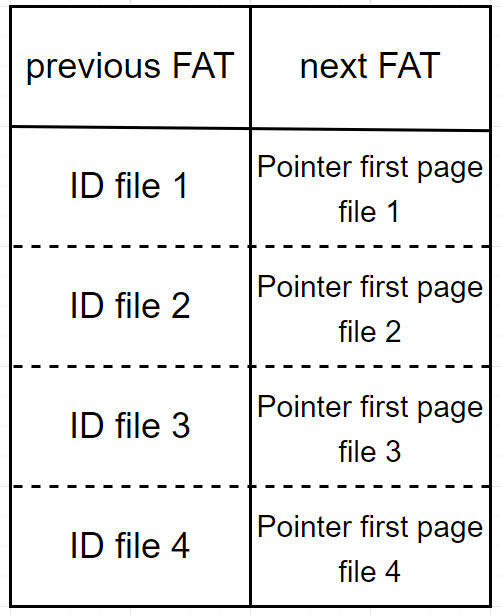 previous FAT
next FAT
ID file 1
Pointer first page
file 1
ID file 2
Pointer first page
file 2
ID file 3
Pointer first page
file 3
ID file 4
Pointer first page
file 4